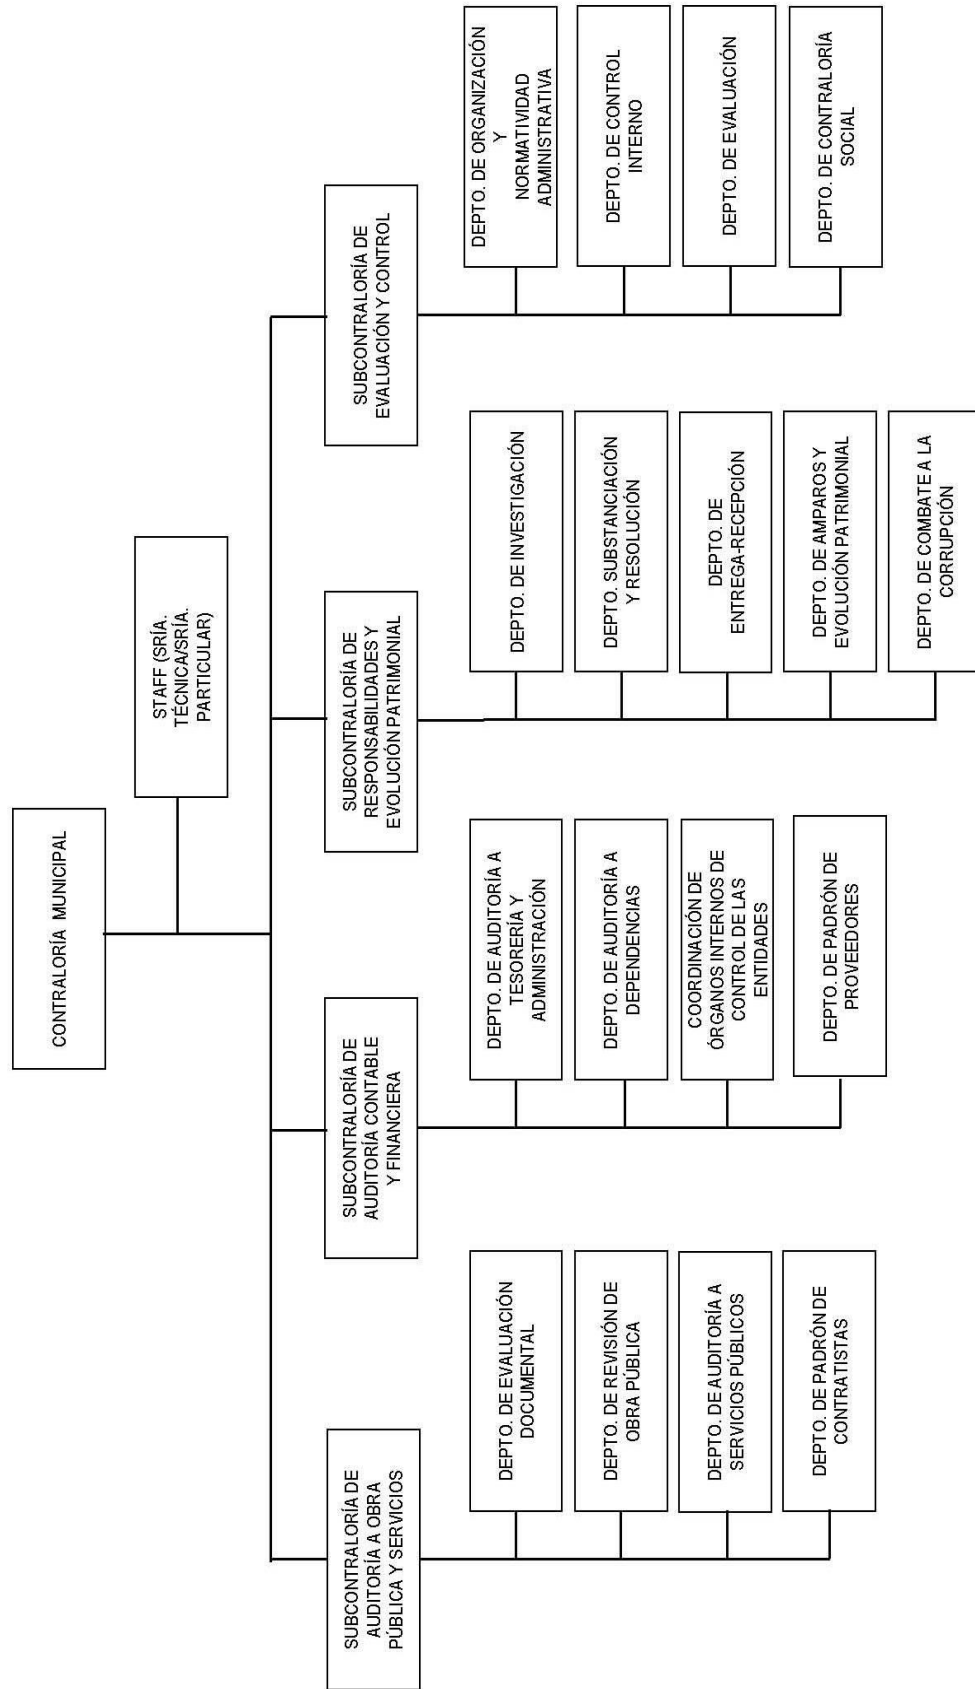 CONTRALORÍA MUNICIPAL
STAFF (SRÍA.
TÉCNICA/SRÍA.
PARTICULAR)
SUBCONTRALORÍA DE
AUDITORÍA A OBRA
PÚBLICA Y SERVICIOS
SUBCONTRALORÍA DE
AUDITORÍA CONTABLE
Y FINANCIERA
SUBCONTRALORÍA DE
RESPONSABILIDADES Y
EVOLUCIÓN PATRIMONIAL
SUBCONTRALORÍA DE
EVALUACIÓN Y CONTROL
DEPTO. DE EVALUACIÓN
DOCUMENTAL
DEPTO. DE REVISIÓN DE
OBRA PÚBLICA
DEPTO. DE AUDITORÍA A
SERVICIOS PÚBLICOS
DEPTO. DE PADRÓN DE
CONTRATISTAS
DEPTO. DE AUDITORÍA A
TESORERÍA Y
ADMINISTRACIÓN
DEPTO. DE AUDITORÍA A
DEPENDENCIAS
COORDINACIÓN DE
ÓRGANOS INTERNOS DE
CONTROL DE LAS
ENTIDADES
DEPTO. DE PADRÓN DE
PROVEEDORES
DEPTO. DE INVESTIGACIÓN
DEPTO. SUBSTANCIACIÓN
Y RESOLUCIÓN
DEPTO. DE
ENTREGA-RECEPCIÓN
DEPTO. DE AMPAROS Y
EVOLUCIÓN PATRIMONIAL
DEPTO. DE COMBATE A LA
CORRUPCIÓN
DEPTO. DE ORGANIZACIÓN
Y
NORMATIVIDAD
ADMINISTRATIVA
DEPTO. DE CONTROL
INTERNO
DEPTO. DE EVALUACIÓN
DEPTO. DE CONTRALORÍA
SOCIAL